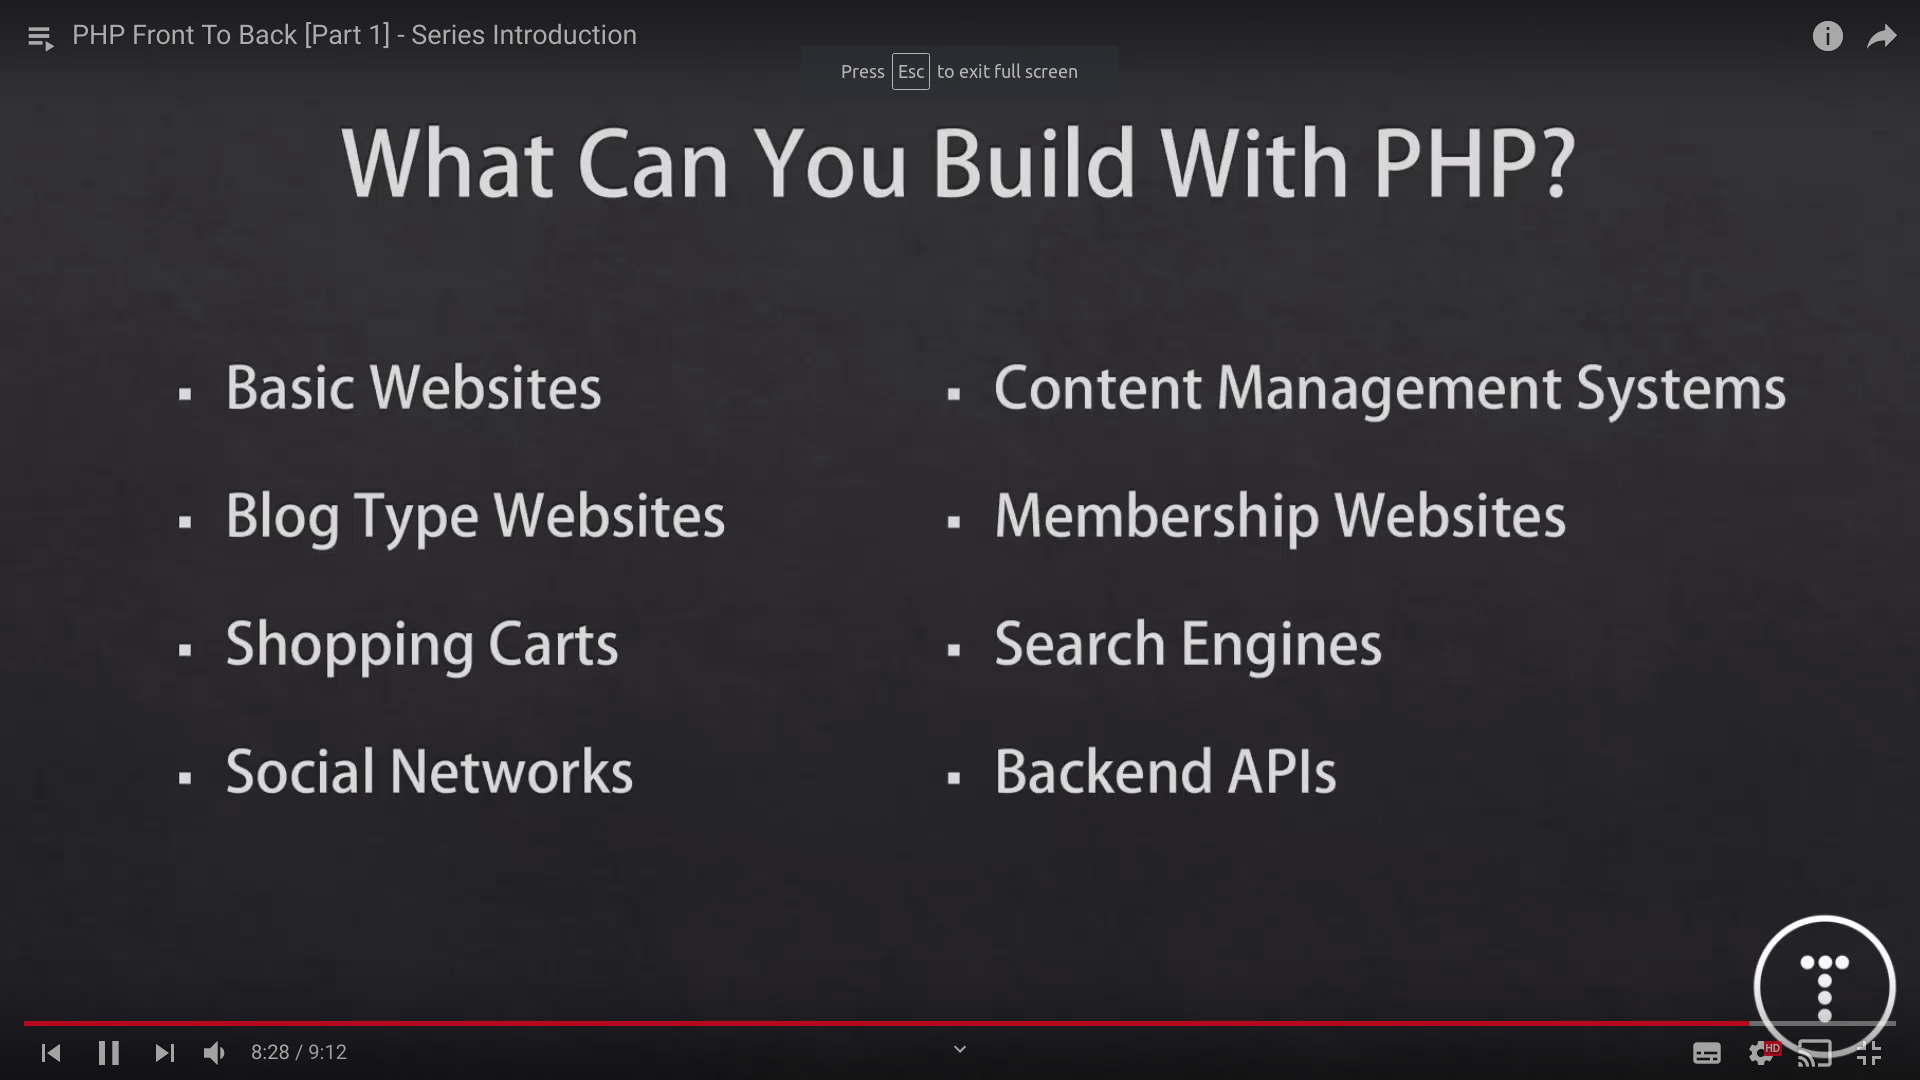 PHP Front To Back [Part 1] - Series Introduction
Press Esc to exit full screen
What Can You Build With PHP?
▪ Basic Websites
▪ Blog Type Websites
▪ Shopping Carts
▪ Social Networks
▪ Content Management Systems
▪ Membership Websites
▪ Search Engines
▪ Backend APIs
T
8:28 / 9:12
HD